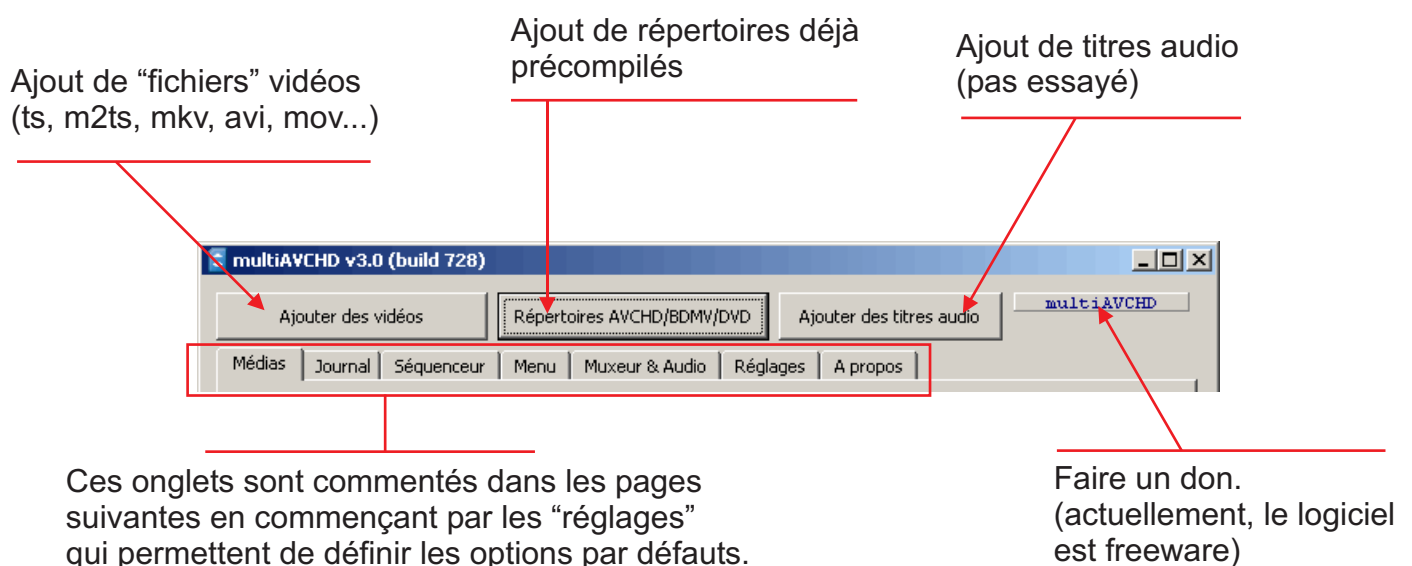 Ajout de répertoires déjà
précompilés
Ajout de titres audio
(pas essayé)
Ajout de “fichiers” vidéos
(ts, m2ts, mkv, avi, mov...)
multiAVCHD v3.0 (build 728)
Ajouter des vidéos
Répertoires AVCHD/BDMV/DVD
Ajouter des titres audio
multiAVCHD
Médias Journal Séquenceur Menu Muxeur & Audio Réglages A propos
Ces onglets sont commentés dans les pages
suivantes en commençant par les “réglages”
qui permettent de définir les options par défauts.
Faire un don.
(actuellement, le logiciel
est freeware)